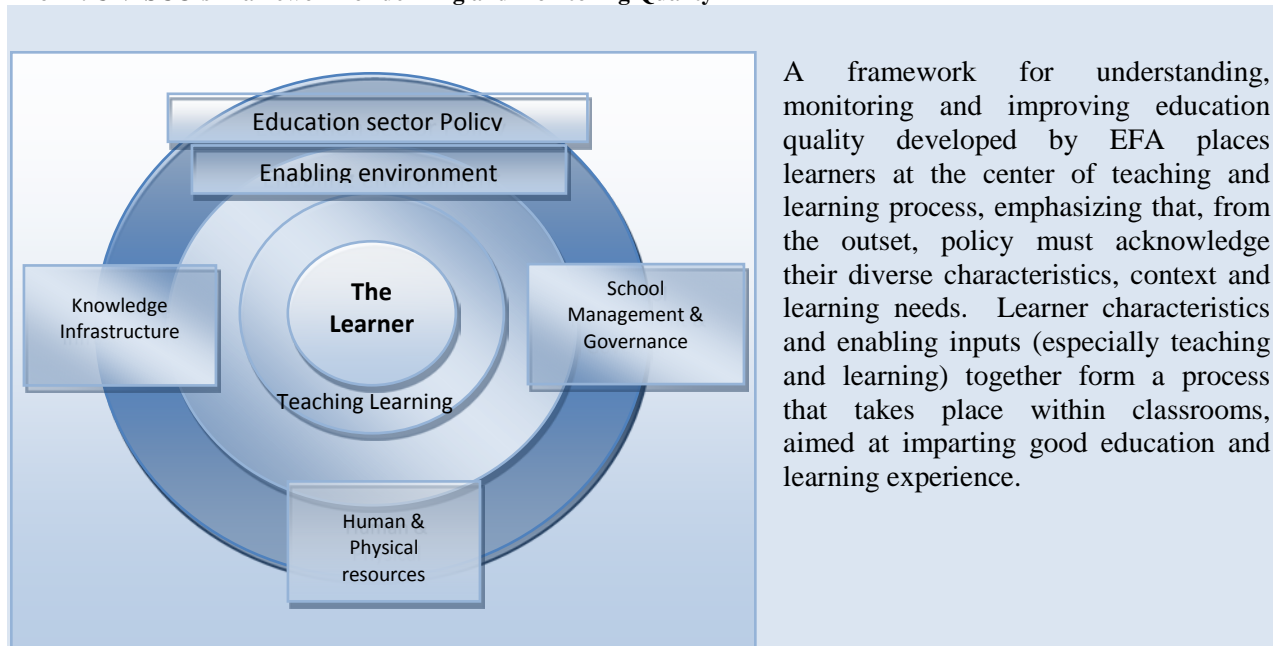 Education sector Policy
Enabling environment
Knowledge
Infrastructure
The
Learner
School
Management &
Governance
Teaching Learning
Human &
Physical
resources
A framework for understanding,
monitoring and improving education
quality developed by EFA places
learners at the center of teaching and
learning process, emphasizing that, from
the outset, policy must acknowledge
their diverse characteristics, context and
learning needs. Learner characteristics
and enabling inputs (especially teaching
and learning) together form a process
that takes place within classrooms,
aimed at imparting good education and
learning experience.